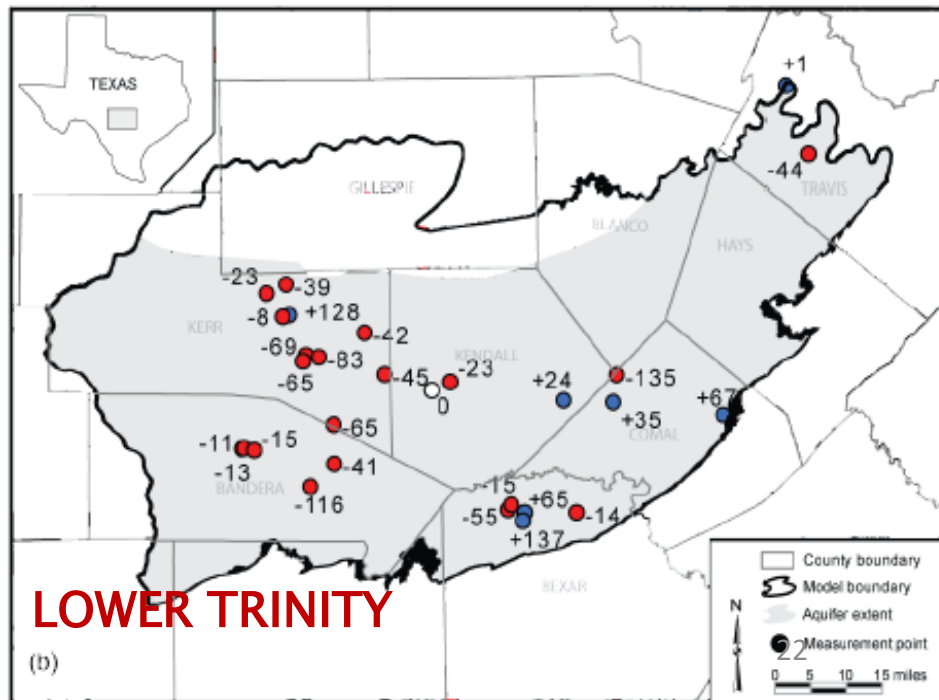 TEXAS
+1
-44
TRAVIS
GILLESPIE
BLANCO
HAYS
-23
-39
-8
+128
KERR
-42
-69
-83
-65
KENDALL
-45
-23
0
+24
-135
+35
+67
COMAL
-65
-11
-15
-13
-41
BANDERA
-116
-15
+65
-55
-14
+137
BEXAR
LOWER TRINITY
(b)
N
S
County boundary
Model boundary
Aquifer extent
Measurement point
22
0 5 10 15 miles